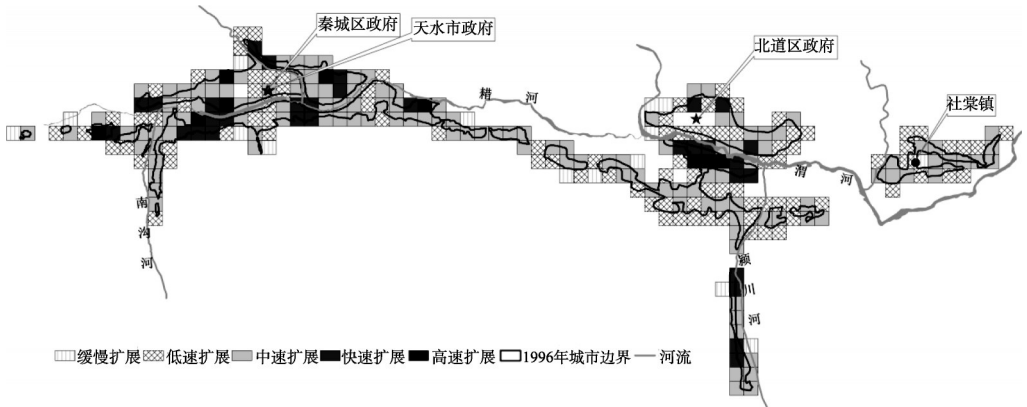 秦城区政府
天水市政府
北道区政府
社棠镇
耤河
渭河
南沟河
颍川河
缓慢扩展
低速扩展
中速扩展
快速扩展
高速扩展
1996年城市边界
河流